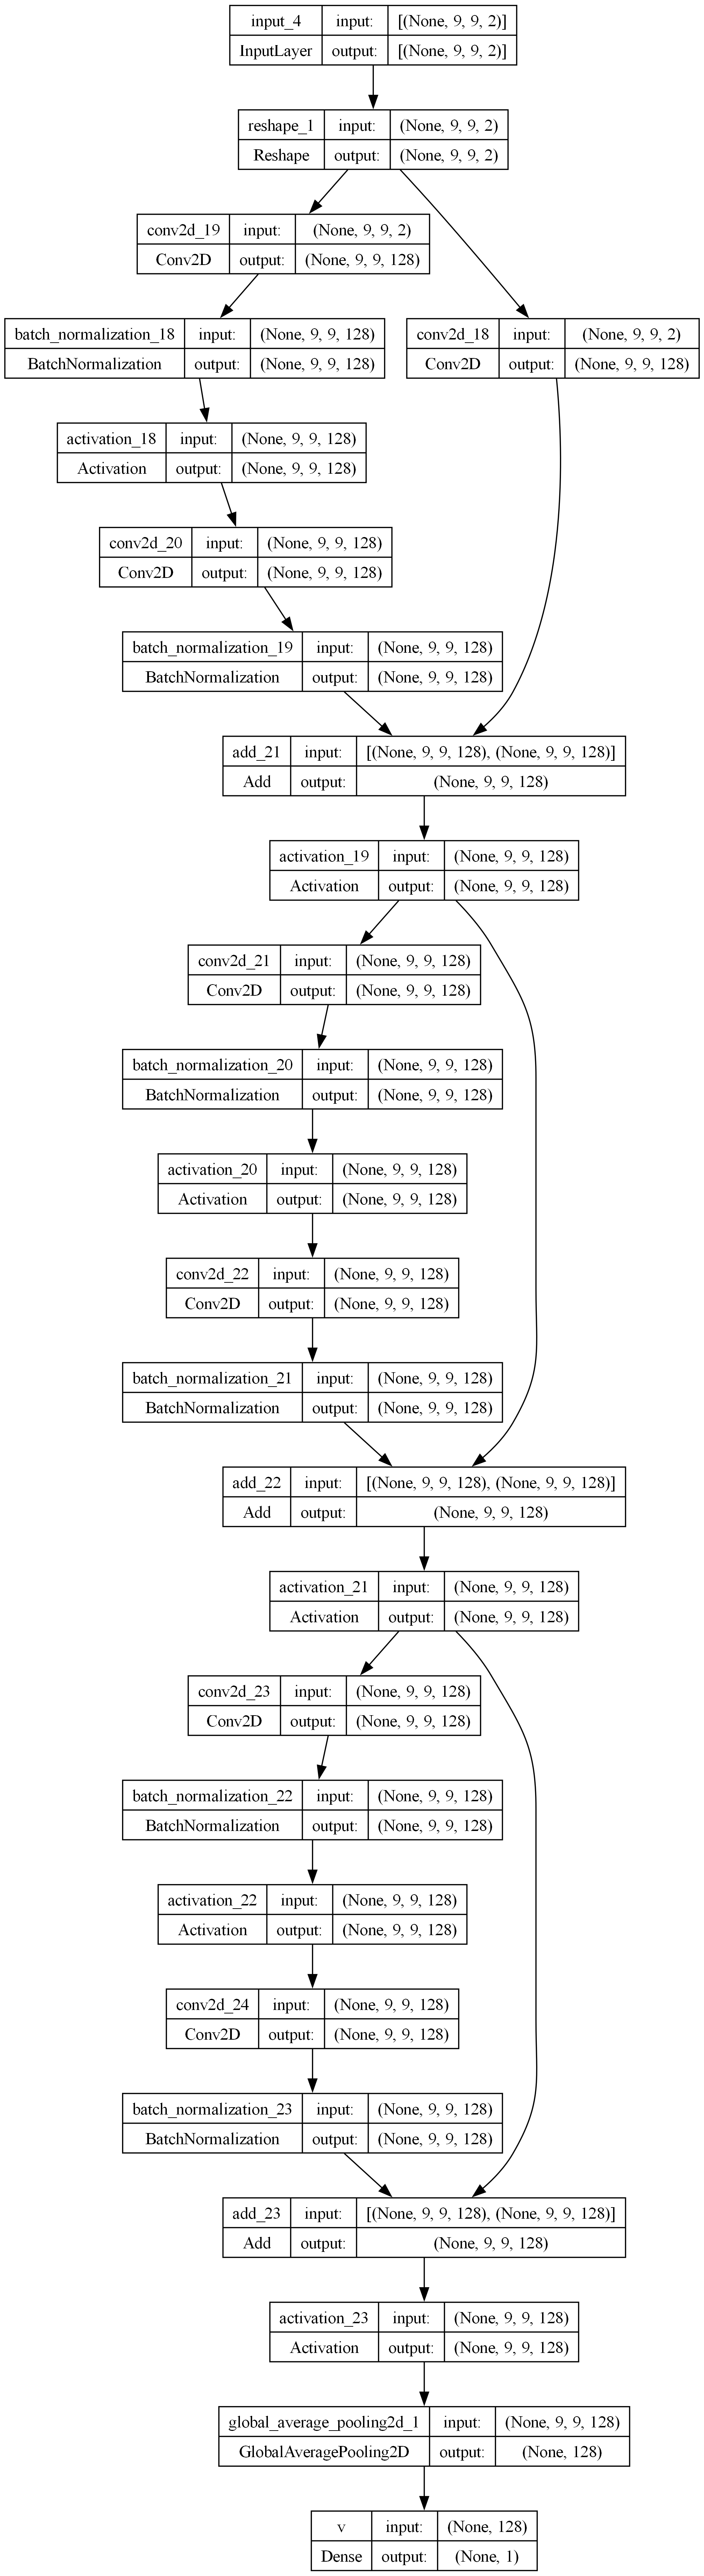 input_4 input: [(None, 9, 9, 2)]
InputLayer output: [(None, 9, 9, 2)]
reshape_1 input: (None, 9, 9, 2)
Reshape output: (None, 9, 9, 2)
conv2d_19 input: (None, 9, 9, 2)
Conv2D output: (None, 9, 9, 128)
batch_normalization_18 input: (None, 9, 9, 128)
BatchNormalization output: (None, 9, 9, 128)
conv2d_18 input: (None, 9, 9, 2)
Conv2D output: (None, 9, 9, 128)
activation_18 input: (None, 9, 9, 128)
Activation output: (None, 9, 9, 128)
conv2d_20 input: (None, 9, 9, 128)
Conv2D output: (None, 9, 9, 128)
batch_normalization_19 input: (None, 9, 9, 128)
BatchNormalization output: (None, 9, 9, 128)
add_21 input: [(None, 9, 9, 128), (None, 9, 9, 128)]
Add output: (None, 9, 9, 128)
activation_19 input: (None, 9, 9, 128)
Activation output: (None, 9, 9, 128)
conv2d_21 input: (None, 9, 9, 128)
Conv2D output: (None, 9, 9, 128)
batch_normalization_20 input: (None, 9, 9, 128)
BatchNormalization output: (None, 9, 9, 128)
activation_20 input: (None, 9, 9, 128)
Activation output: (None, 9, 9, 128)
conv2d_22 input: (None, 9, 9, 128)
Conv2D output: (None, 9, 9, 128)
batch_normalization_21 input: (None, 9, 9, 128)
BatchNormalization output: (None, 9, 9, 128)
add_22 input: [(None, 9, 9, 128), (None, 9, 9, 128)]
Add output: (None, 9, 9, 128)
activation_21 input: (None, 9, 9, 128)
Activation output: (None, 9, 9, 128)
conv2d_23 input: (None, 9, 9, 128)
Conv2D output: (None, 9, 9, 128)
batch_normalization_22 input: (None, 9, 9, 128)
BatchNormalization output: (None, 9, 9, 128)
activation_22 input: (None, 9, 9, 128)
Activation output: (None, 9, 9, 128)
conv2d_24 input: (None, 9, 9, 128)
Conv2D output: (None, 9, 9, 128)
batch_normalization_23 input: (None, 9, 9, 128)
BatchNormalization output: (None, 9, 9, 128)
add_23 input: [(None, 9, 9, 128), (None, 9, 9, 128)]
Add output: (None, 9, 9, 128)
activation_23 input: (None, 9, 9, 128)
Activation output: (None, 9, 9, 128)
global_average_pooling2d_1 input: (None, 9, 9, 128)
GlobalAveragePooling2D output: (None, 128)
v input: (None, 128)
Dense output: (None, 1)